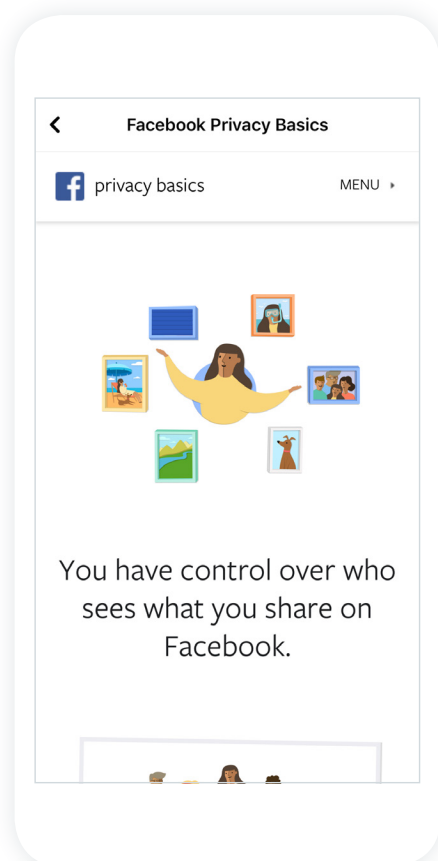 Facebook Privacy Basics
privacy basics
MENU
You have control over who
sees what you share on
Facebook.